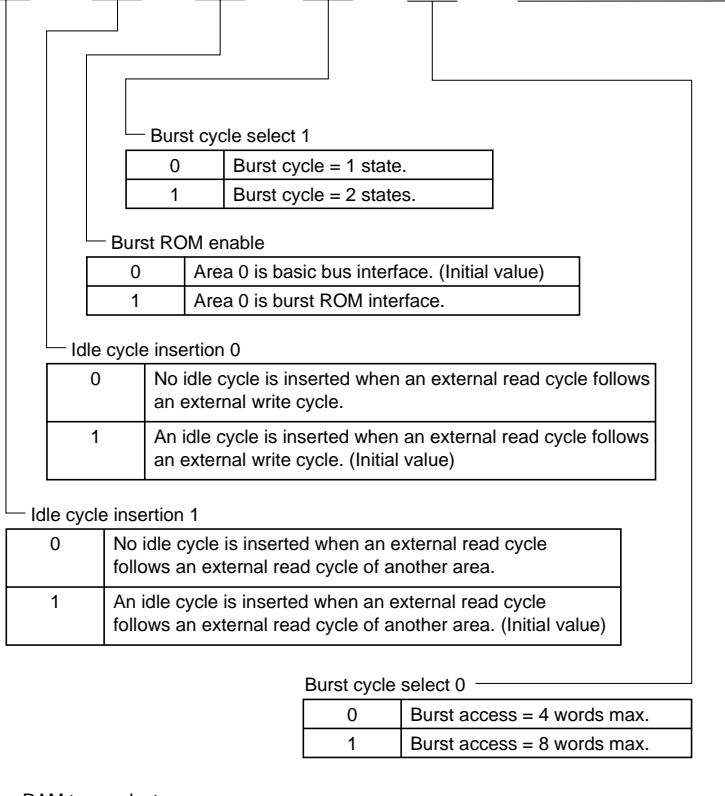 Burst cycle select 1
0 Burst cycle = 1 state.
1 Burst cycle = 2 states.
Burst ROM enable
0 Area 0 is basic bus interface. (Initial value)
1 Area 0 is burst ROM interface.
Idle cycle insertion 0
0 No idle cycle is inserted when an external read cycle follows
an external write cycle.
1 An idle cycle is inserted when an external read cycle follows
an external write cycle. (Initial value)
Idle cycle insertion 1
0 No idle cycle is inserted when an external read cycle
follows an external read cycle of another area.
1 An idle cycle is inserted when an external read cycle
follows an external read cycle of another area. (Initial value)
Burst cycle select 0
0 Burst access = 4 words max.
1 Burst access = 8 words max.